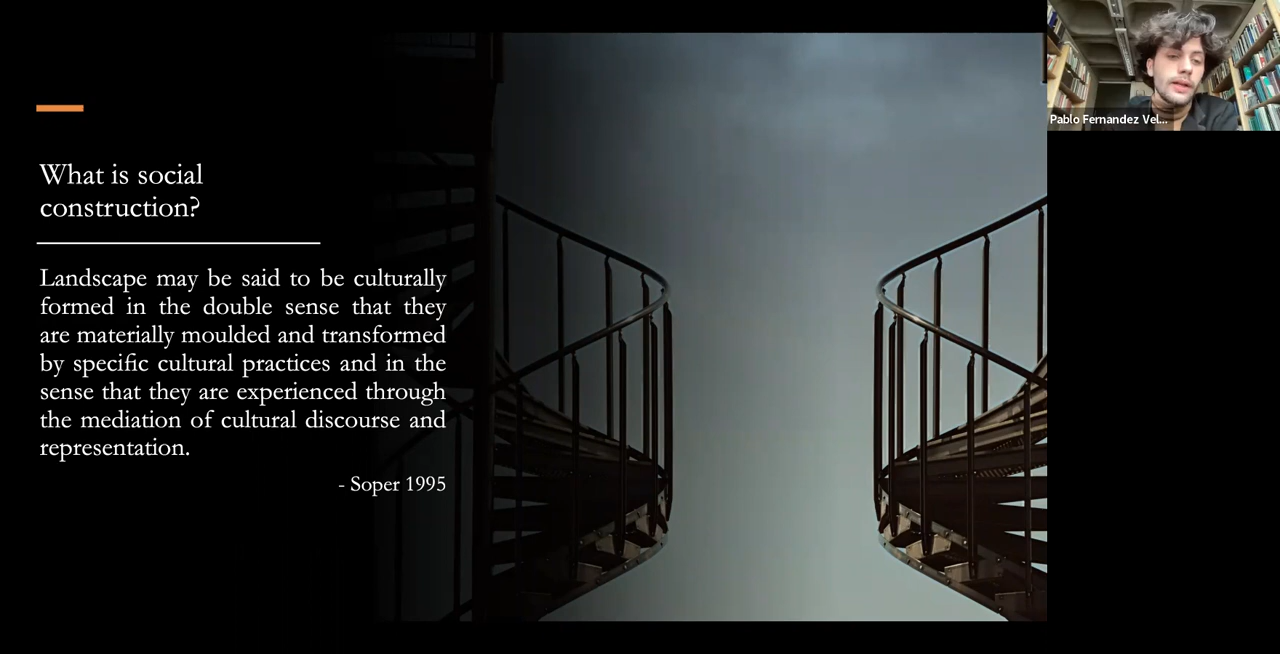 What is social
construction?
Landscape may be said to be culturally
formed in the double sense that they
are materially moulded and transformed
by specific cultural practices and in the
sense that they are experienced through
the mediation of cultural discourse and
representation.
- Soper 1995
Pablo Fernandez Vel...